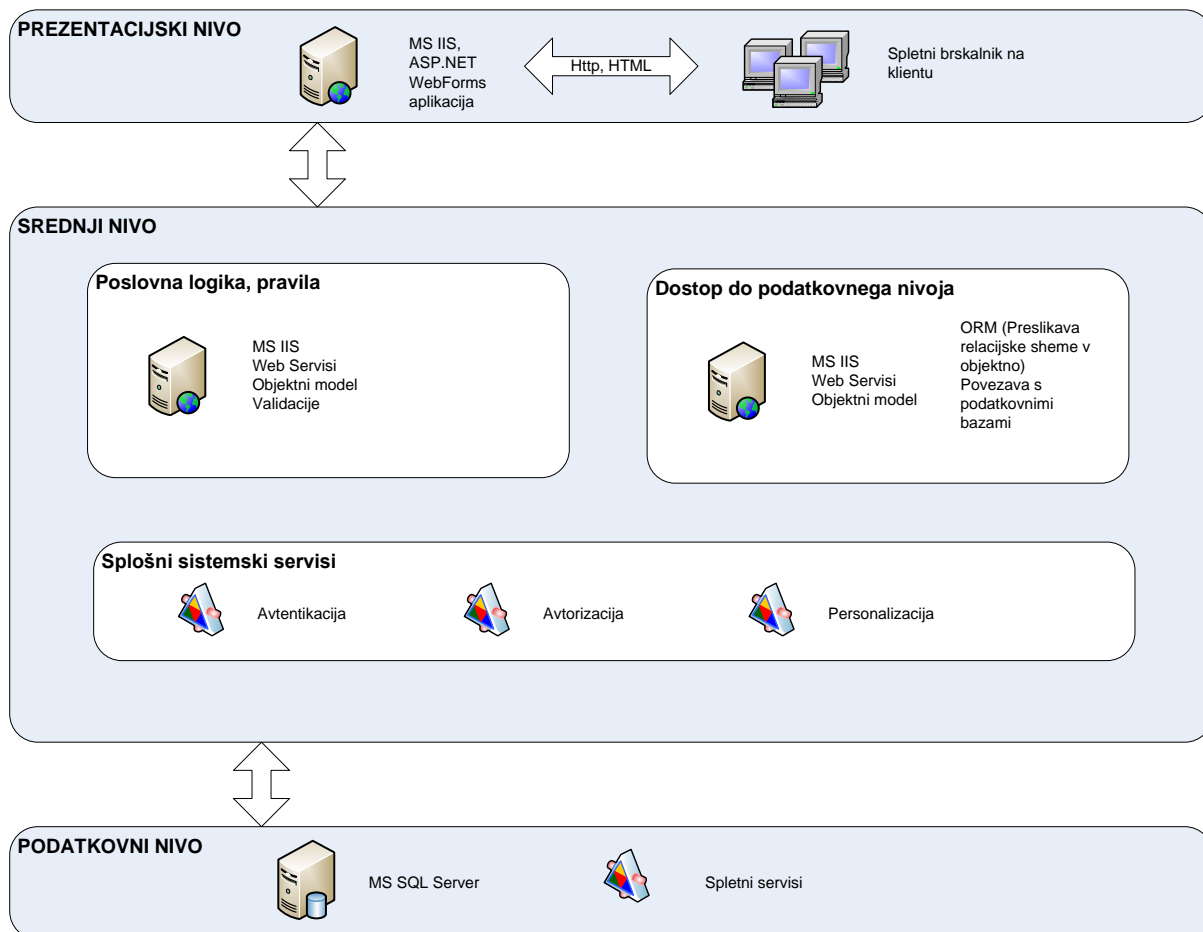 PREZENTACIJSKI NIVO
MS IIS,
ASP.NET
WebForms
aplikacija
Http, HTML
Spletni brskalnik na
klientu
SREDNJI NIVO
Poslovna logika, pravila
MS IIS
Web Servisi
Objektni model
Validacije
Dostop do podatkovnega nivoja
MS IIS
Web Servisi
Objektni model
ORM (Preslikava
relacijske sheme v
objektno)
Povezava s
podatkovnimi
bazami
Splošni sistemski servisi
Avtentikacija
Avtorizacija
Personalizacija
PODATKOVNI NIVO
MS SQL Server
Spletni servisi